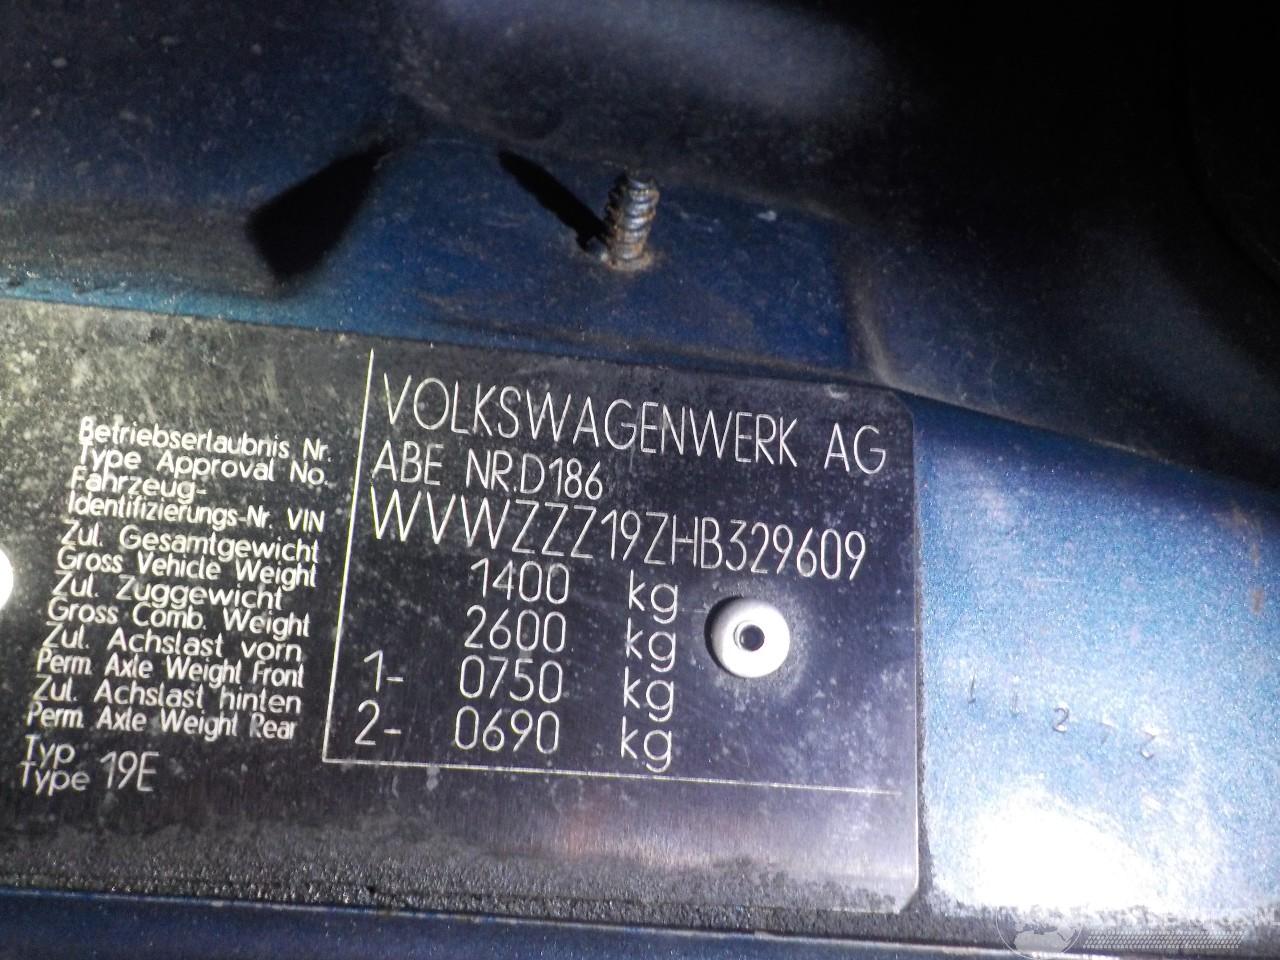 VOLKSWAGENWERK AG
Betriebserlaubnis Nr.
Type Approval No. ABE NR.D186
Fahrzeug-
Identifizierungs-Nr. VIN WVWZZZ19ZHB329609
Zul. Gesamtgewicht
Gross Vehicle Weight 1400 kg
Zul. Zuggewicht
Gross Comb. Weight 2600 kg
Zul. Achslast vorn
Perm. Axle Weight Front 1- 0750 kg
Zul. Achslast hinten
Perm. Axle Weight Rear 2- 0690 kg
Typ
Type 19E